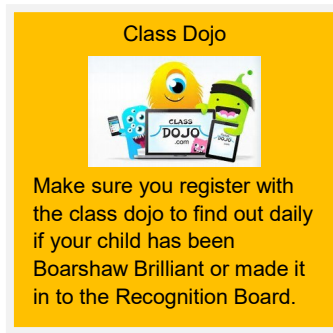 Class Dojo
CLASS
DOJO
.com
Make sure you register with
the class dojo to find out daily
if your child has been
Boarshaw Brilliant or made it
in to the Recognition Board.